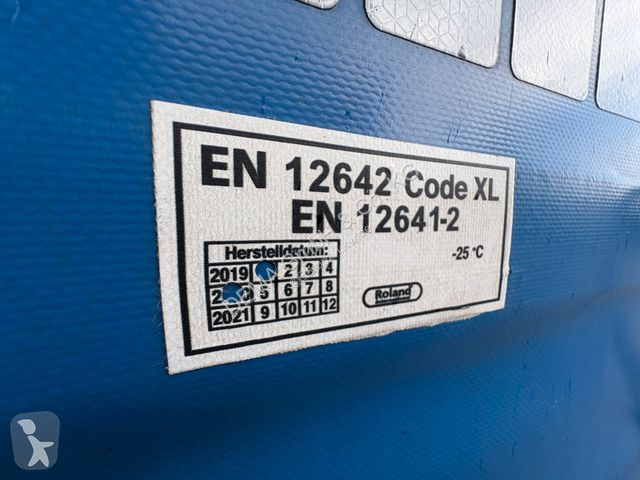 EN 12642 Code XL
EN 12641-2
-25 °C
Herstelldatum:
2019 2 3 4
5 6 7 8
2021 9 10 11 12
Roland